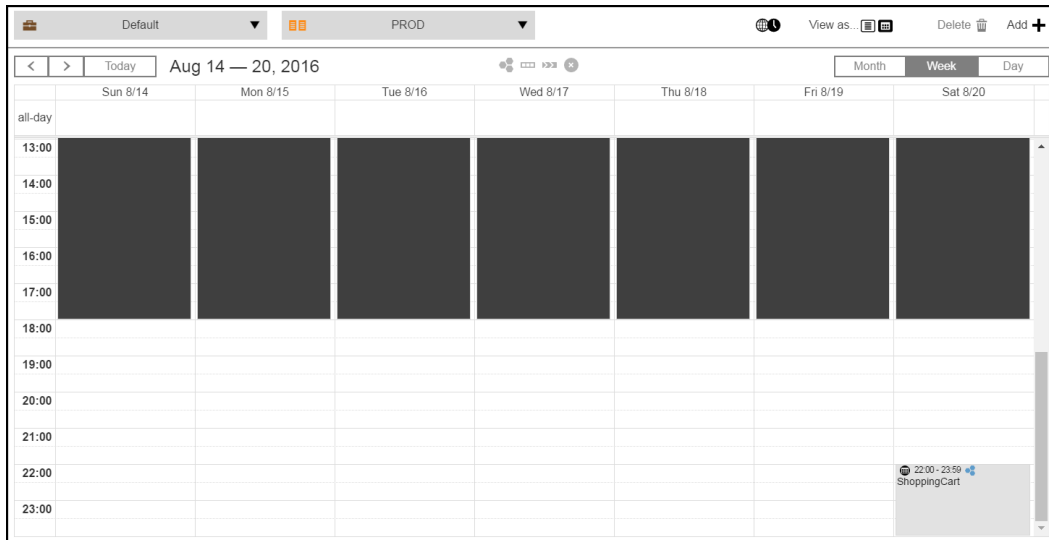 Default PROD View as... Delete Add
Today Aug 14 — 20, 2016 Month Week Day
Sun 8/14 Mon 8/15 Tue 8/16 Wed 8/17 Thu 8/18 Fri 8/19 Sat 8/20
all-day
13:00
14:00
15:00
16:00
17:00
18:00
19:00
20:00
21:00
22:00 22:00 - 23:59
ShoppingCart
23:00